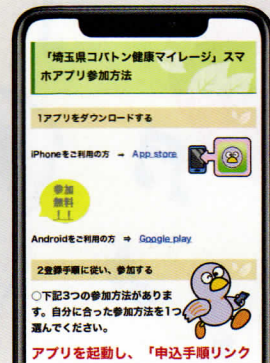 「埼玉県コバトン健康マイレージ」スマ
ホアプリ参加方法
1アプリをダウンロードする
iPhoneをご利用の方 → App store
参加
無料
！！
Androidをご利用の方 ⇒ Google play
2登録手順に従い、参加する
○下記3つの参加方法がありま
す。自分に合った参加方法を1つ
選んでください。
アプリを起動し、「申込手順リンク